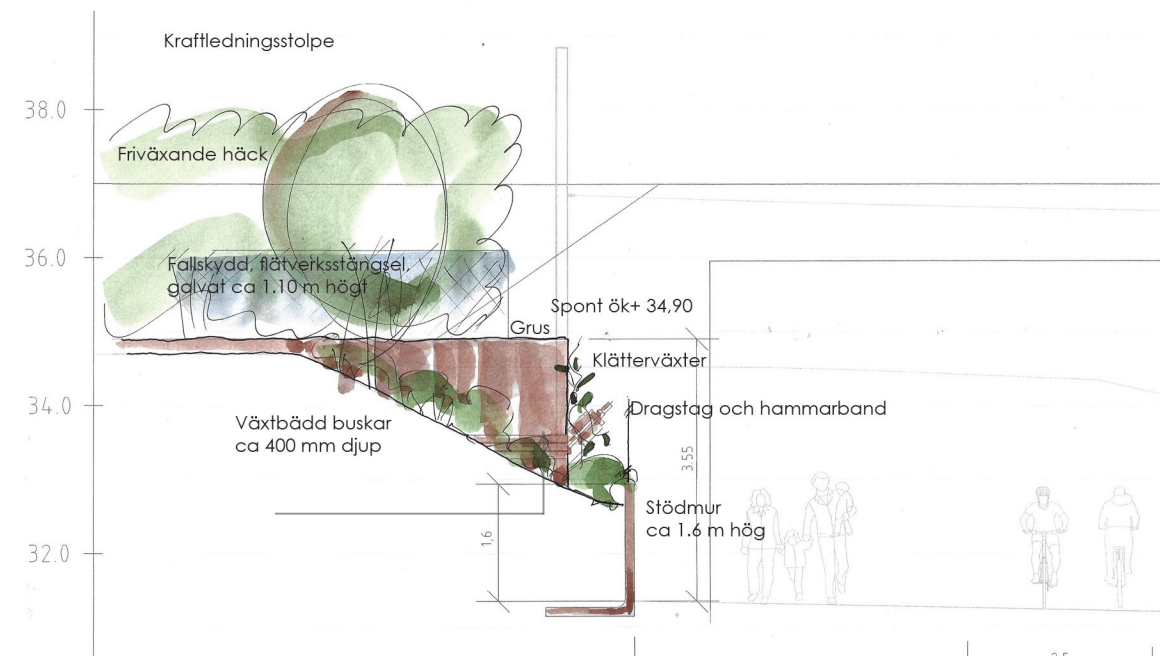 Kraftledningsstolpe
38.0
Friväxande häck
36.0
Fallskydd, flätverksstängsel,
galvat ca 1.10 m högt
Spont ök+ 34,90
Grus
Klätterväxter
34.0
Dragstag och hammarband
Växtbädd buskar
ca 400 mm djup
3.55
Stödmur
ca 1.6 m hög
1,6
32.0